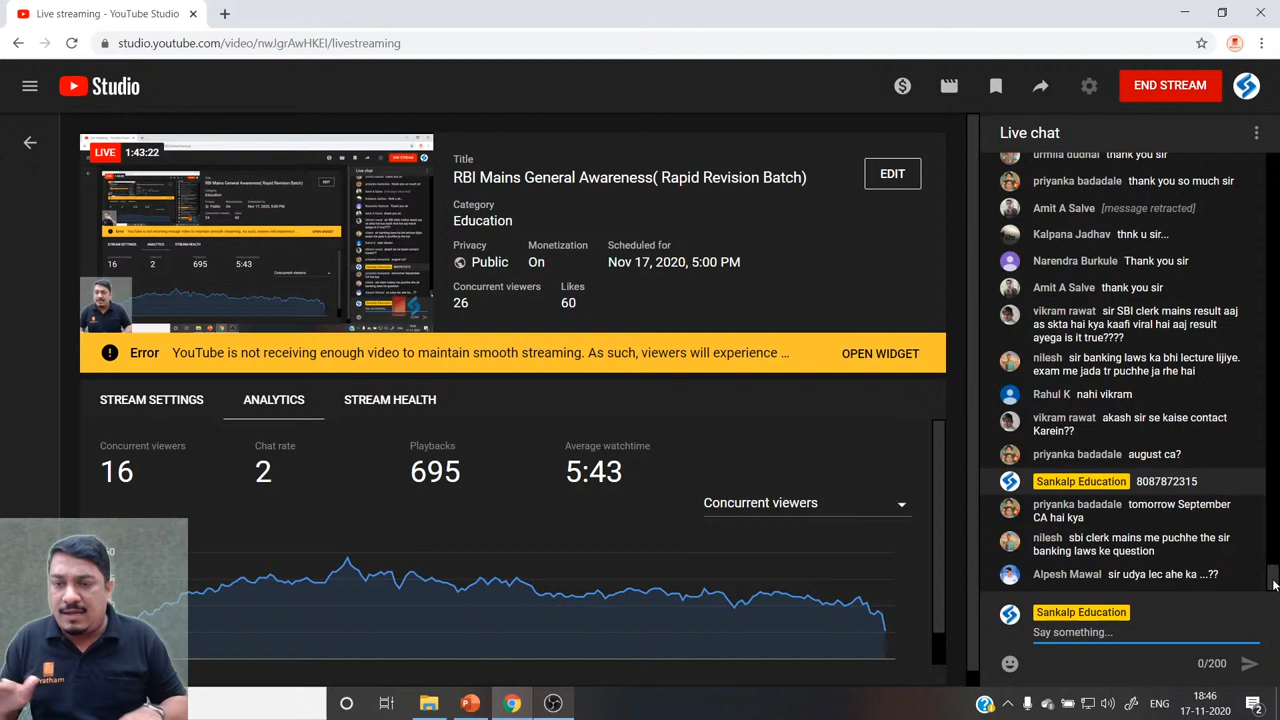 Live streaming - YouTube Studio
studio.youtube.com/video/nwJgrAwHKEI/livestreaming
Studio
END STREAM
LIVE 1:43:22
Title
RBI Mains General Awareness( Rapid Revision Batch)
EDIT
Category
Education
Privacy Monetization Scheduled for
Public On Nov 17, 2020, 5:00 PM
Concurrent viewers Likes
26 60
Error YouTube is not receiving enough video to maintain smooth streaming. As such, viewers will experience ...
OPEN WIDGET
STREAM SETTINGS ANALYTICS STREAM HEALTH
Concurrent viewers Chat rate Playbacks Average watchtime
16 2 695 5:43
Concurrent viewers
Pratham
Live chat
thank you sir
priyanka badadale thank you so much sir
Amit A Salve [message retracted]
Kalpana Jadhav thnk u sir...
Narendra Ingule Thank you sir
Amit A Salve thank you sir
vikram rawat sir Sbi clerk mains result aaj
as skta hai kya yeah viral hai aaj result
ayega is it true????
nilesh sir banking laws ka bhi lecture lijiye.
exam me jada tr puchhe ja rhe hai
Rahul K nahi vikram
vikram rawat akash sir se kaise contact
Karein??
priyanka badadale august ca?
Sankalp Education 8087872315
priyanka badadale tomorrow September
CA hai kya
nilesh sbi clerk mains me puchhe the sir
banking laws ke question
Alpesh Mawal sir udya lec ahe ka ...??
Sankalp Education
Say something...
0/200
ENG
18:46
17-11-2020
2